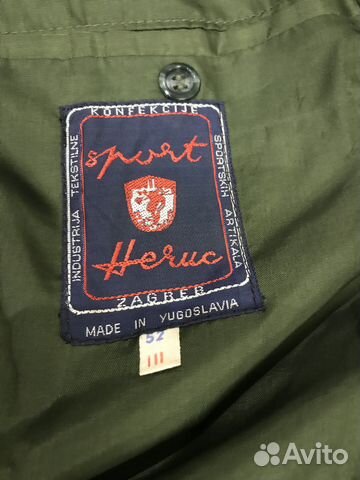 KONFEKCIJE
INDUSTRIJA TEKSTILNE
sport
SPORTSKIH ARTIKALA
Heruc
ZAGREB
MADE IN YUGOSLAVIA
52
III
Avito